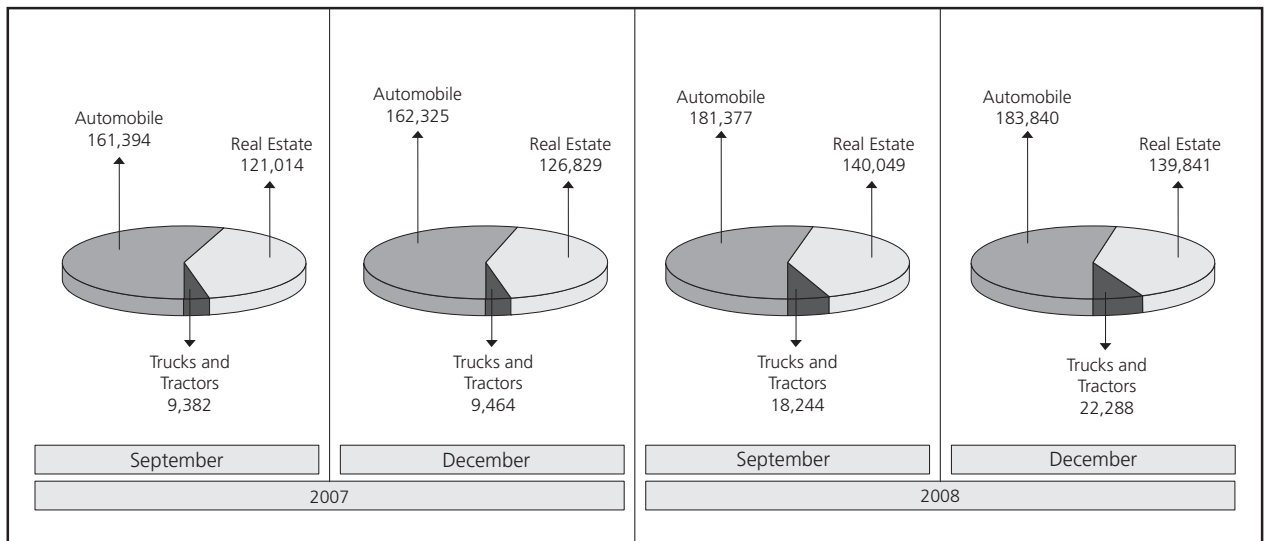 Automobile
161,394
Real Estate
121,014
Trucks and
Tractors
9,382
September
Automobile
162,325
Real Estate
126,829
Trucks and
Tractors
9,464
December
2007
Automobile
181,377
Real Estate
140,049
Trucks and
Tractors
18,244
September
Automobile
183,840
Real Estate
139,841
Trucks and
Tractors
22,288
December
2008